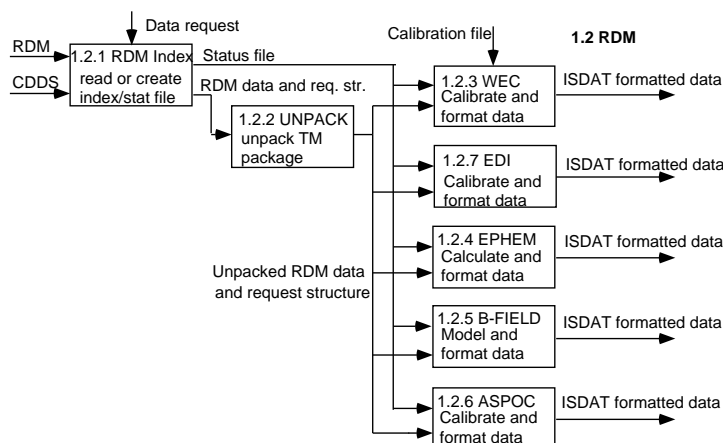 Data request
Calibration file
1.2 RDM
RDM
CDDS
1.2.1 RDM Index
read or create
index/stat file
Status file
RDM data and req. str.
1.2.2 UNPACK
unpack TM
package
1.2.3 WEC
Calibrate and
format data
ISDAT formatted data
1.2.7 EDI
Calibrate and
format data
ISDAT formatted data
1.2.4 EPHEM
Calculate and
format data
ISDAT formatted data
Unpacked RDM data
and request structure
1.2.5 B-FIELD
Model and
format data
ISDAT formatted data
1.2.6 ASPOC
Calibrate and
format data
ISDAT formatted data